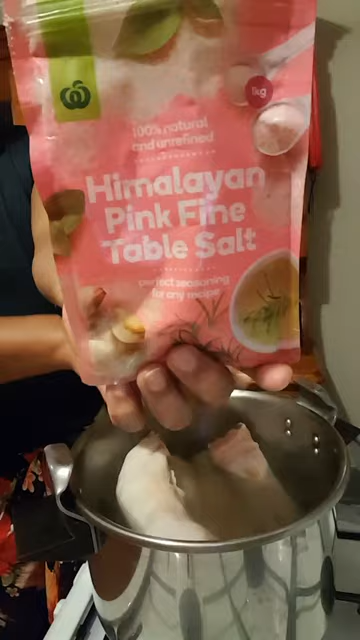 1kg
100% natural
and unrefined
Himalayan
Pink Fine
Table Salt
perfect seasoning
for any recipe